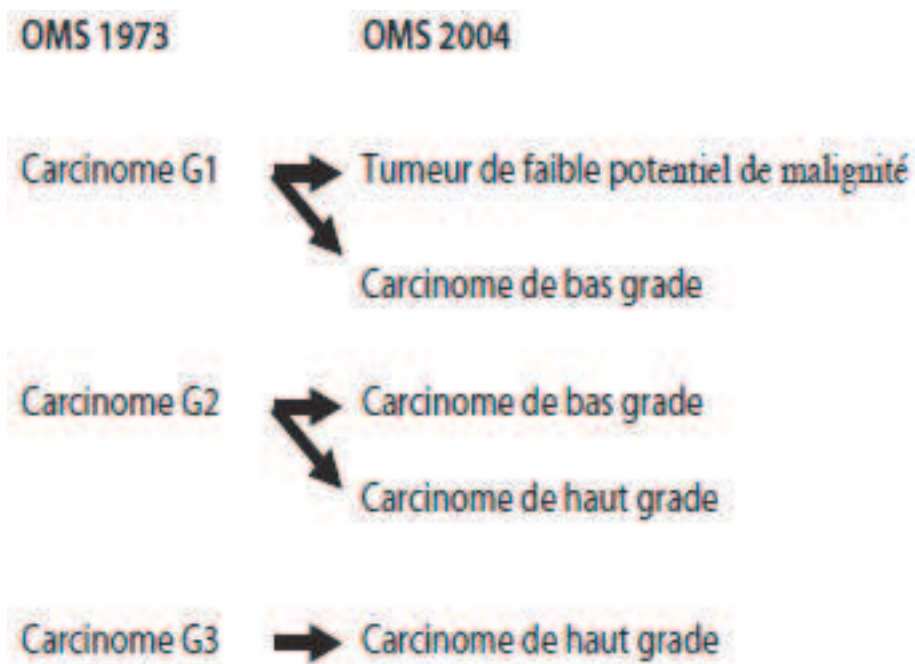 OMS 1973 OMS 2004
Carcinome G1 Tumeur de faible potentiel de malignité
Carcinome de bas grade
Carcinome G2 Carcinome de bas grade
Carcinome de haut grade
Carcinome G3 Carcinome de haut grade